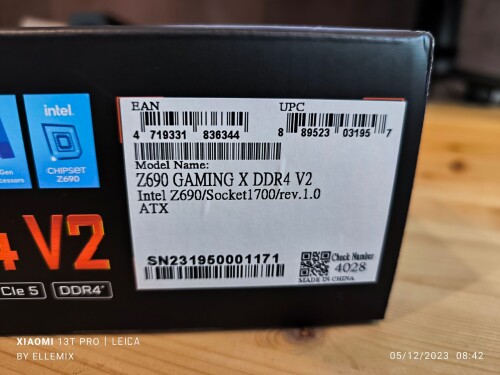 EAN
UPC
4 719331 836344
8 89523 03195 7
Model Name:
Z690 GAMING X DDR4 V2
Intel Z690/Socket1700/rev.1.0
ATX
SN231950001171
Check Number
4028
MADE IN CHINA
intel.
CHIPSET
Z690
Gen
4 V2
CIe 5
DDR4
XIAOMI 13T PRO | LEICA
BY ELLEMIX
05/12/2023 08:42